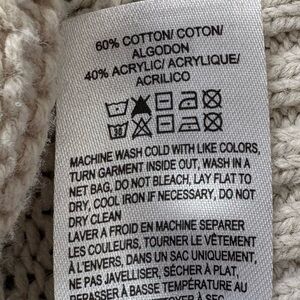 60% COTTON/ COTON/
ALGODON
40% ACRYLIC/ ACRYLIQUE/
ACRILICO
MACHINE WASH COLD WITH LIKE COLORS,
TURN GARMENT INSIDE OUT, WASH IN A
NET BAG, DO NOT BLEACH, LAY FLAT TO
DRY, COOL IRON IF NECESSARY, DO NOT
DRY CLEAN
LAVER A FROID EN MACHINE SEPARER
LES COULEURS, TOURNER LE VÊTEMENT
À L'ENVERS, DANS UN SAC UNIQUEMENT,
NE PAS JAVELLISER, SÉCHER À PLAT,
REPASSER À BASSE TEMPÉRATURE